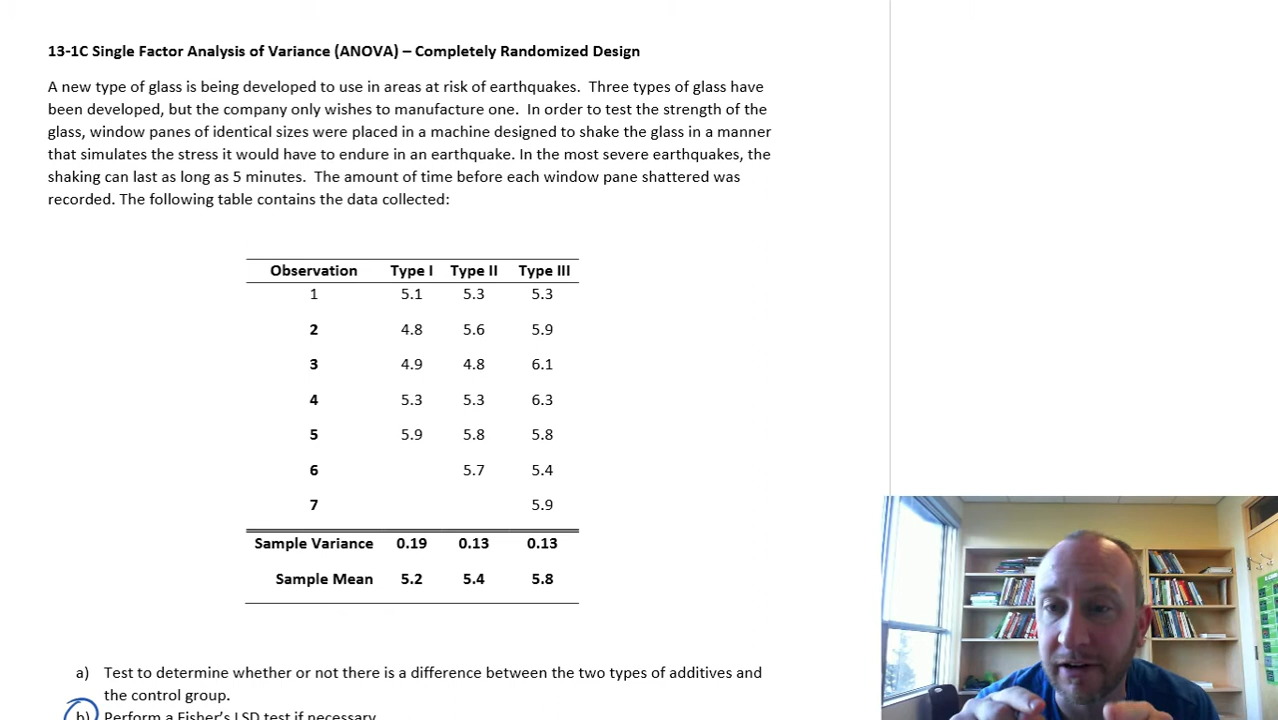 13-1C Single Factor Analysis of Variance (ANOVA) – Completely Randomized Design
A new type of glass is being developed to use in areas at risk of earthquakes. Three types of glass have
been developed, but the company only wishes to manufacture one. In order to test the strength of the
glass, window panes of identical sizes were placed in a machine designed to shake the glass in a manner
that simulates the stress it would have to endure in an earthquake. In the most severe earthquakes, the
shaking can last as long as 5 minutes. The amount of time before each window pane shattered was
recorded. The following table contains the data collected:
Observation Type I Type II Type III
1 5.1 5.3 5.3
2 4.8 5.6 5.9
3 4.9 4.8 6.1
4 5.3 5.3 6.3
5 5.9 5.8 5.8
6 5.7 5.4
7 5.9
Sample Variance 0.19 0.13 0.13
Sample Mean 5.2 5.4 5.8
a) Test to determine whether or not there is a difference between the two types of additives and
the control group.
b) Perform a Fisher's LSD test if necessary